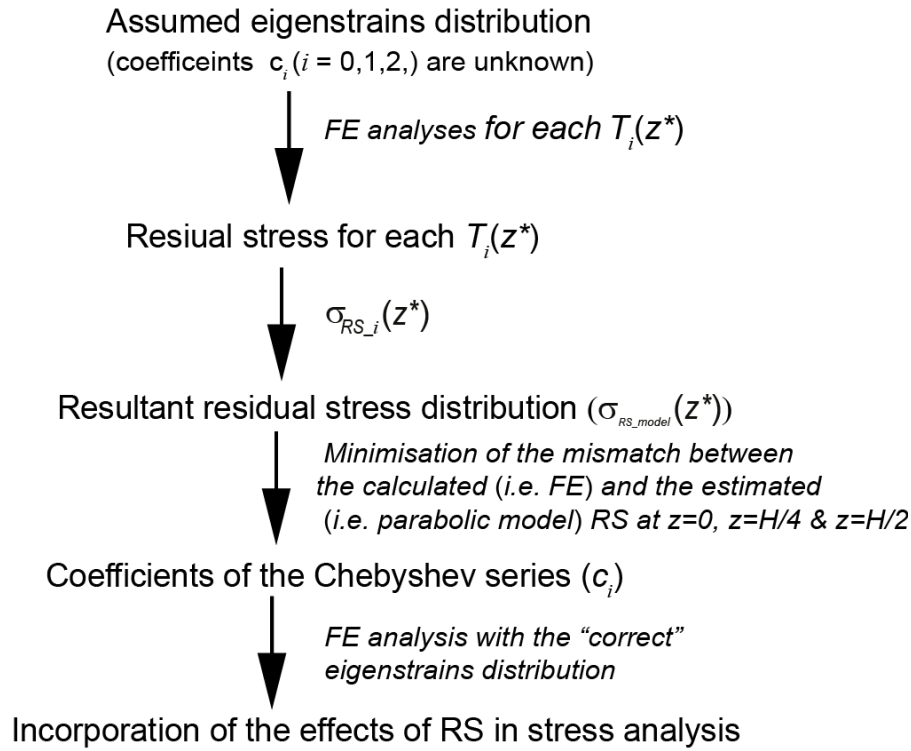 Assumed eigenstrains distribution
(coefficeints c_i (i = 0,1,2,) are unknown)
FE analyses for each T_i(z*)
Resiual stress for each T_i(z*)
σ_RS_i(z*)
Resultant residual stress distribution (σ_RS_model(z*))
Minimisation of the mismatch between
the calculated (i.e. FE) and the estimated
(i.e. parabolic model) RS at z=0, z=H/4 & z=H/2
Coefficients of the Chebyshev series (c_i)
FE analysis with the “correct”
eigenstrains distribution
Incorporation of the effects of RS in stress analysis